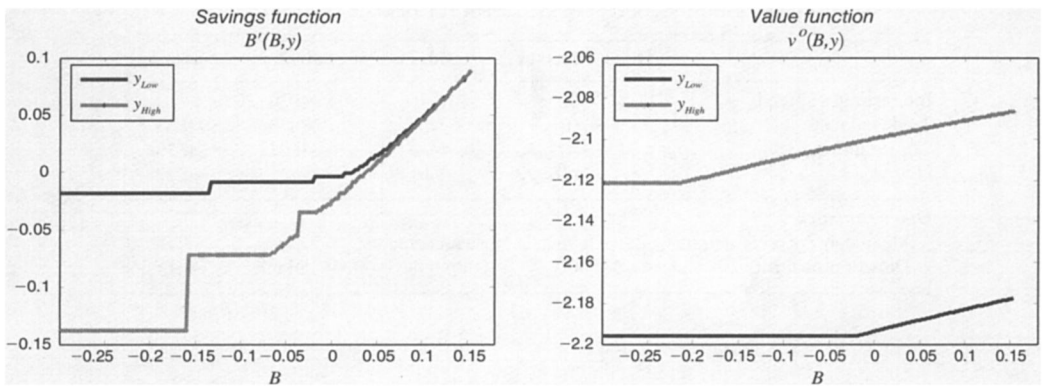 Savings function
B′(B,y)
0.1
0.05
0
−0.05
−0.1
−0.15
y_Low
y_High
−0.25 −0.2 −0.15 −0.1 −0.05 0 0.05 0.1 0.15
B
Value function
v^o(B,y)
−2.06
−2.08
−2.1
−2.12
−2.14
−2.16
−2.18
−2.2
y_Low
y_High
−0.25 −0.2 −0.15 −0.1 −0.05 0 0.05 0.1 0.15
B